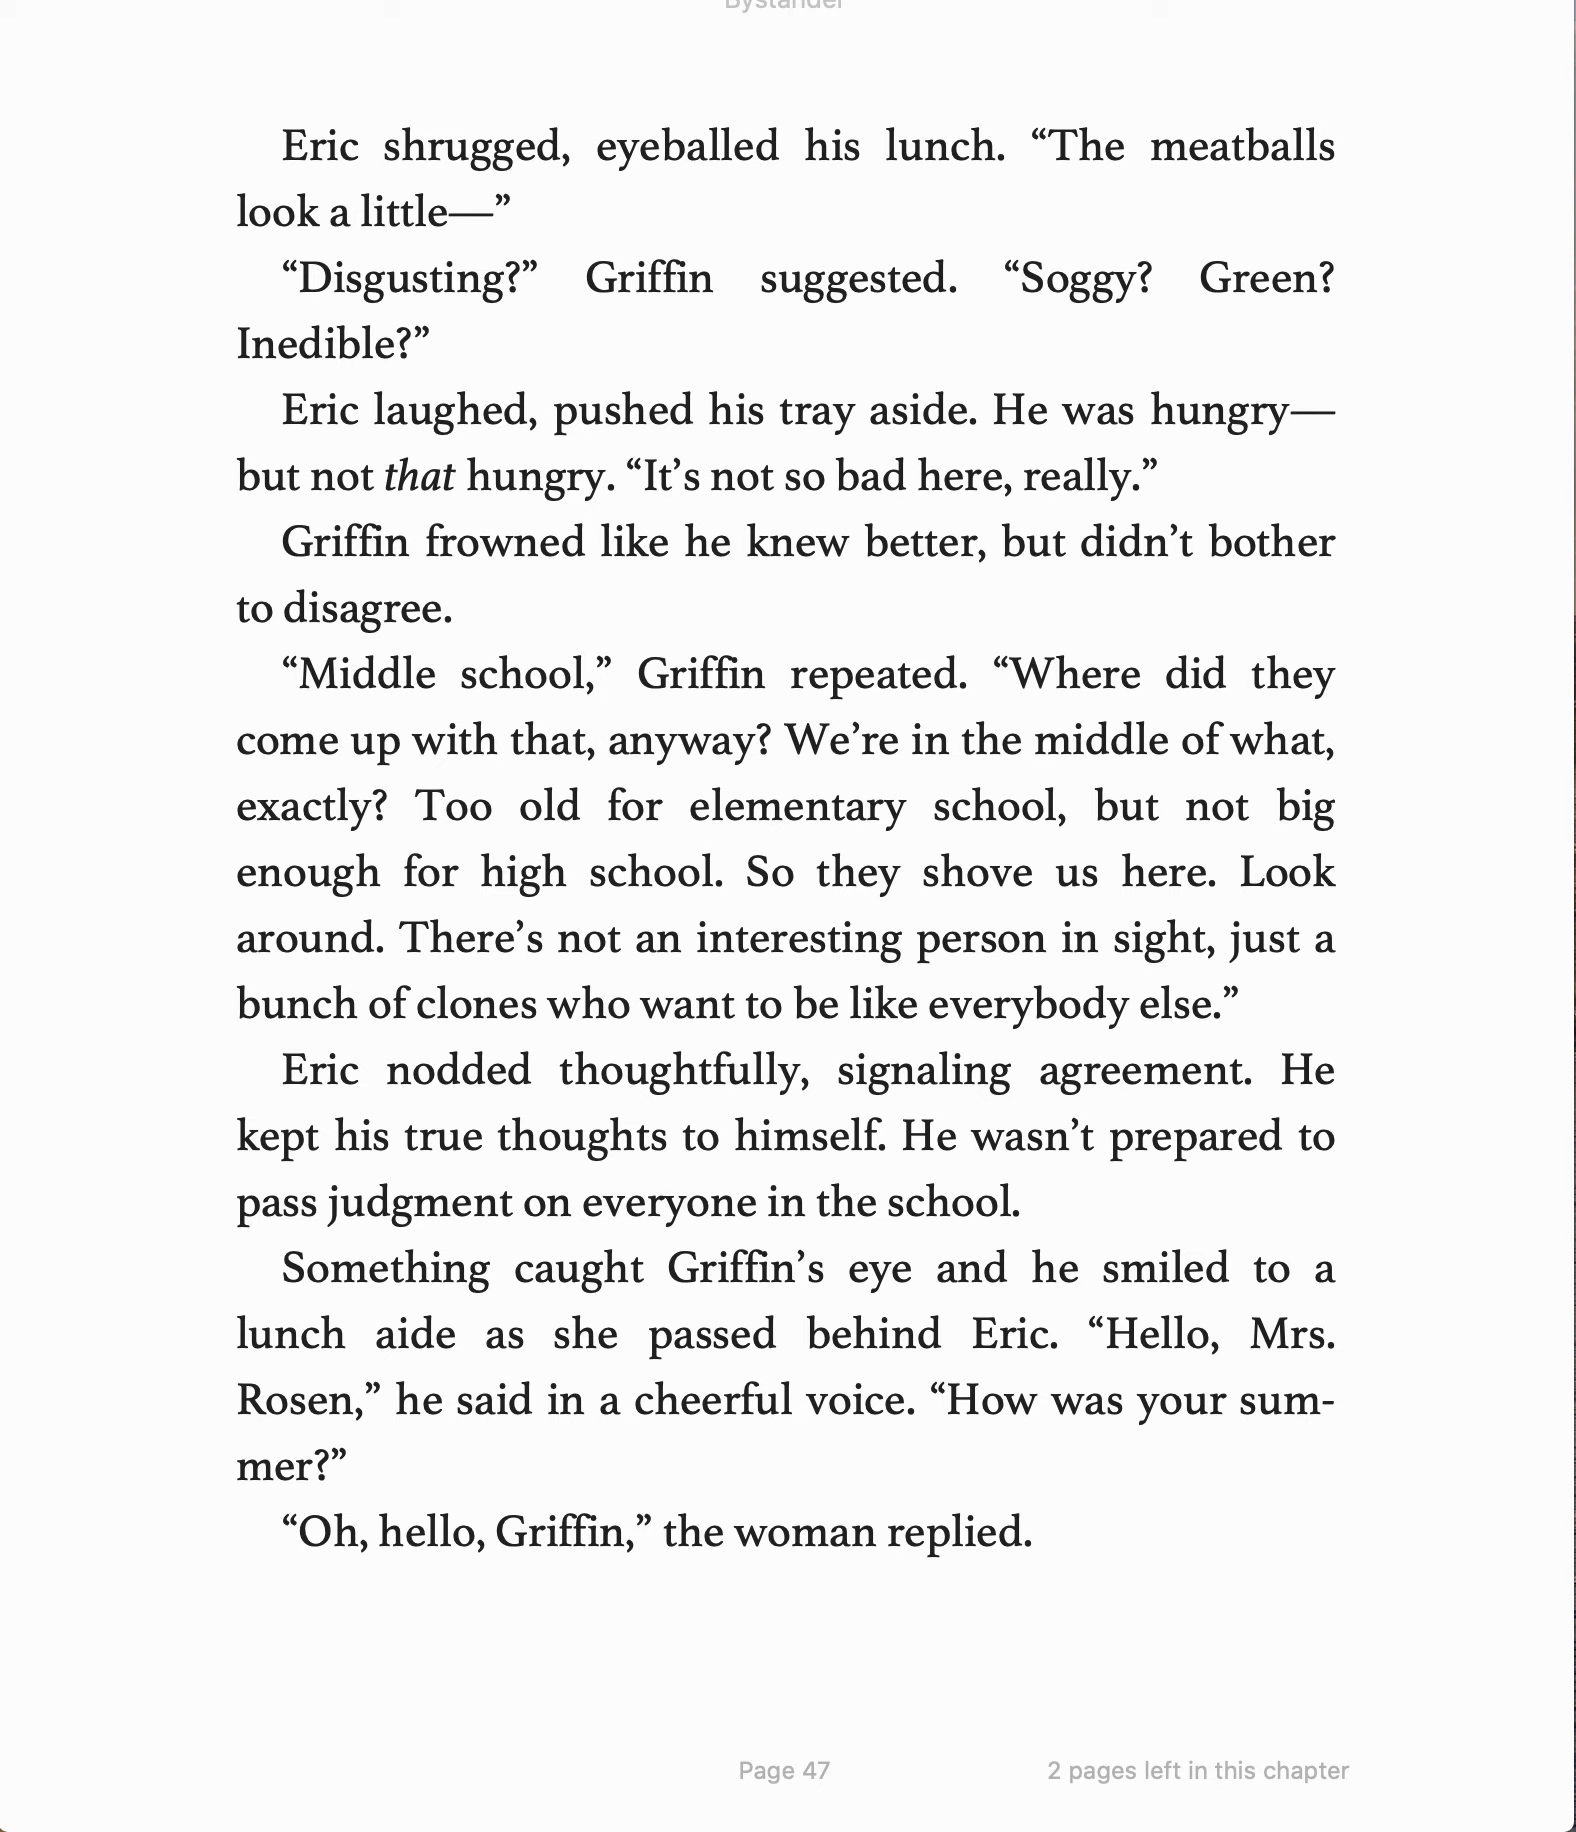 Bystander
Eric shrugged, eyeballed his lunch. “The meatballs
look a little—”
“Disgusting?” Griffin suggested. “Soggy? Green?
Inedible?”
Eric laughed, pushed his tray aside. He was hungry—
but not that hungry. “It’s not so bad here, really.”
Griffin frowned like he knew better, but didn’t bother
to disagree.
“Middle school,” Griffin repeated. “Where did they
come up with that, anyway? We’re in the middle of what,
exactly? Too old for elementary school, but not big
enough for high school. So they shove us here. Look
around. There’s not an interesting person in sight, just a
bunch of clones who want to be like everybody else.”
Eric nodded thoughtfully, signaling agreement. He
kept his true thoughts to himself. He wasn’t prepared to
pass judgment on everyone in the school.
Something caught Griffin’s eye and he smiled to a
lunch aide as she passed behind Eric. “Hello, Mrs.
Rosen,” he said in a cheerful voice. “How was your sum-
mer?”
“Oh, hello, Griffin,” the woman replied.
Page 47
2 pages left in this chapter